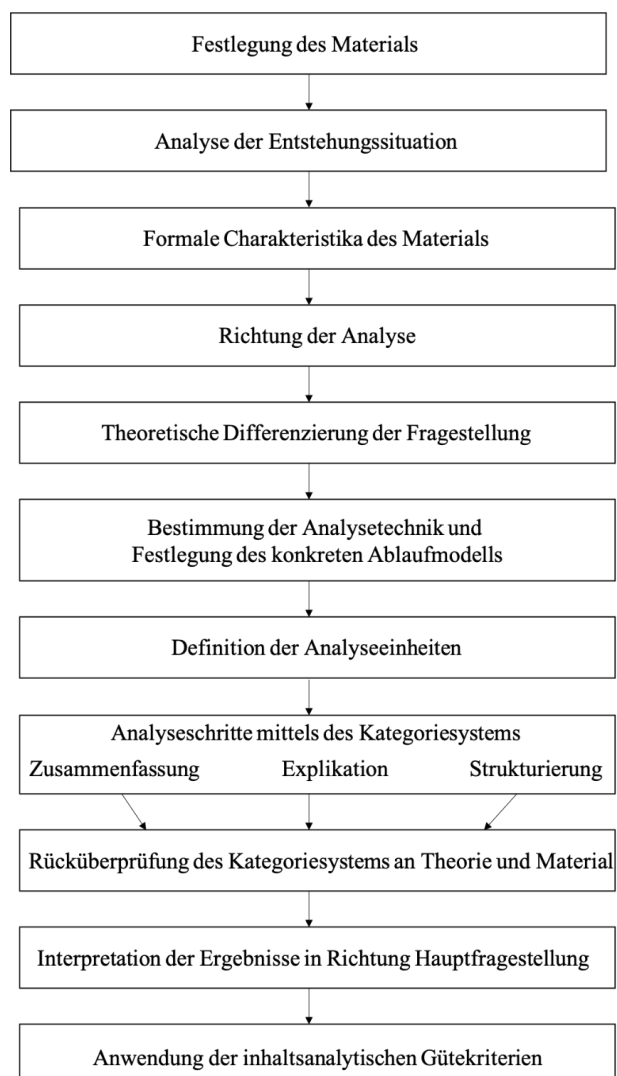 Festlegung des Materials
Analyse der Entstehungssituation
Formale Charakteristika des Materials
Richtung der Analyse
Theoretische Differenzierung der Fragestellung
Bestimmung der Analysetechnik und
Festlegung des konkreten Ablaufmodells
Definition der Analyseeinheiten
Analyseschritte mittels des Kategoriesystems
Zusammenfassung Explikation Strukturierung
Rücküberprüfung des Kategoriesystems an Theorie und Material
Interpretation der Ergebnisse in Richtung Hauptfragestellung
Anwendung der inhaltsanalytischen Gütekriterien